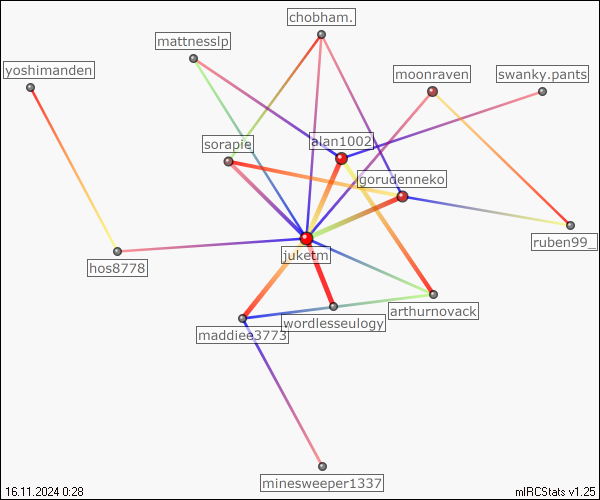 chobham.
mattnesslp
yoshimanden
moonraven
swanky.pants
alan1002
sorapie
gorudenneko
ruben99_
juketm
hos8778
arthurnovack
wordlesseulogy
maddiee3773
minesweeper1337
16.11.2024 0:28
mIRCStats v1.25